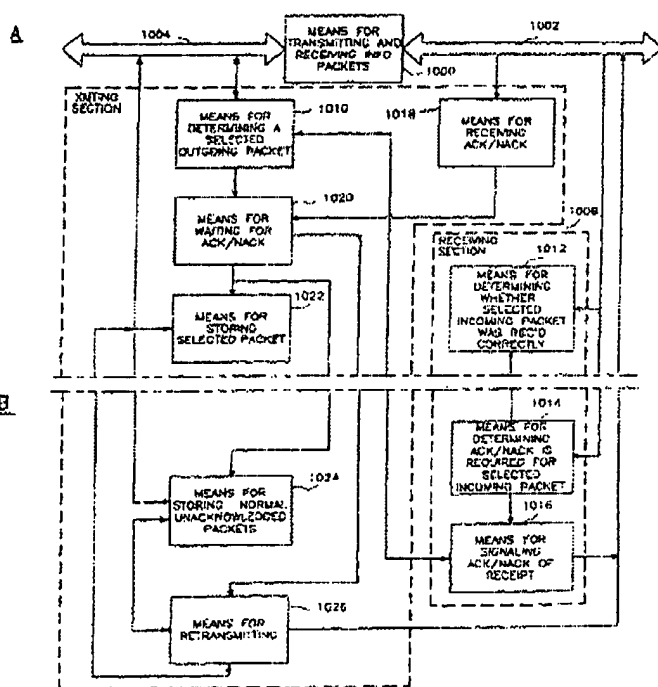 A
1004
MEANS FOR
TRANSMITTING AND
RECEIVING INFO
PACKETS
1002
1000
XMTING
SECTION
1010
MEANS FOR
DETERMINING A
SELECTED
OUTGOING PACKET
1018
MEANS FOR
RECEIVING
ACK/NACK
1020
MEANS FOR
WAITING FOR
ACK/NACK
1008
RECEIVING
SECTION
1012
MEANS FOR
DETERMINING
WHETHER
SELECTED
INCOMING PACKET
WAS REC'D
CORRECTLY
1022
MEANS FOR
STORING
SELECTED PACKET
B
1014
MEANS FOR
DETERMINING
ACK/NACK IS
REQUIRED FOR
SELECTED
INCOMING PACKET
1024
MEANS FOR
STORING NORMAL
UNACKNOWLEDGED
PACKETS
1016
MEANS FOR
SIGNALING
ACK/NACK OF
RECEIPT
1026
MEANS FOR
RETRANSMITTING